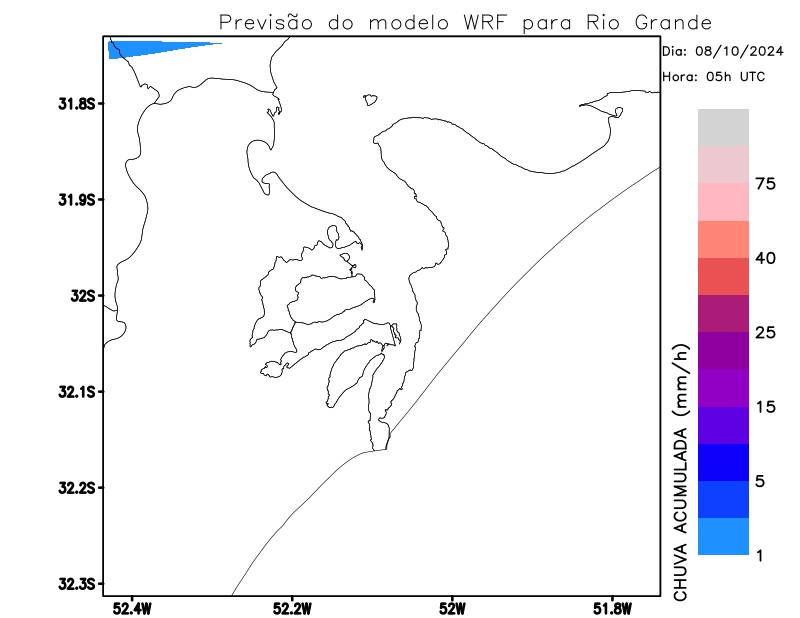 Previsão do modelo WRF para Rio Grande
Dia: 08/10/2024
Hora: 05h UTC
31.8S
31.9S
32S
32.1S
32.2S
32.3S
52.4W
52.2W
52W
51.8W
75
40
25
15
5
1
CHUVA ACUMULADA (mm/h)